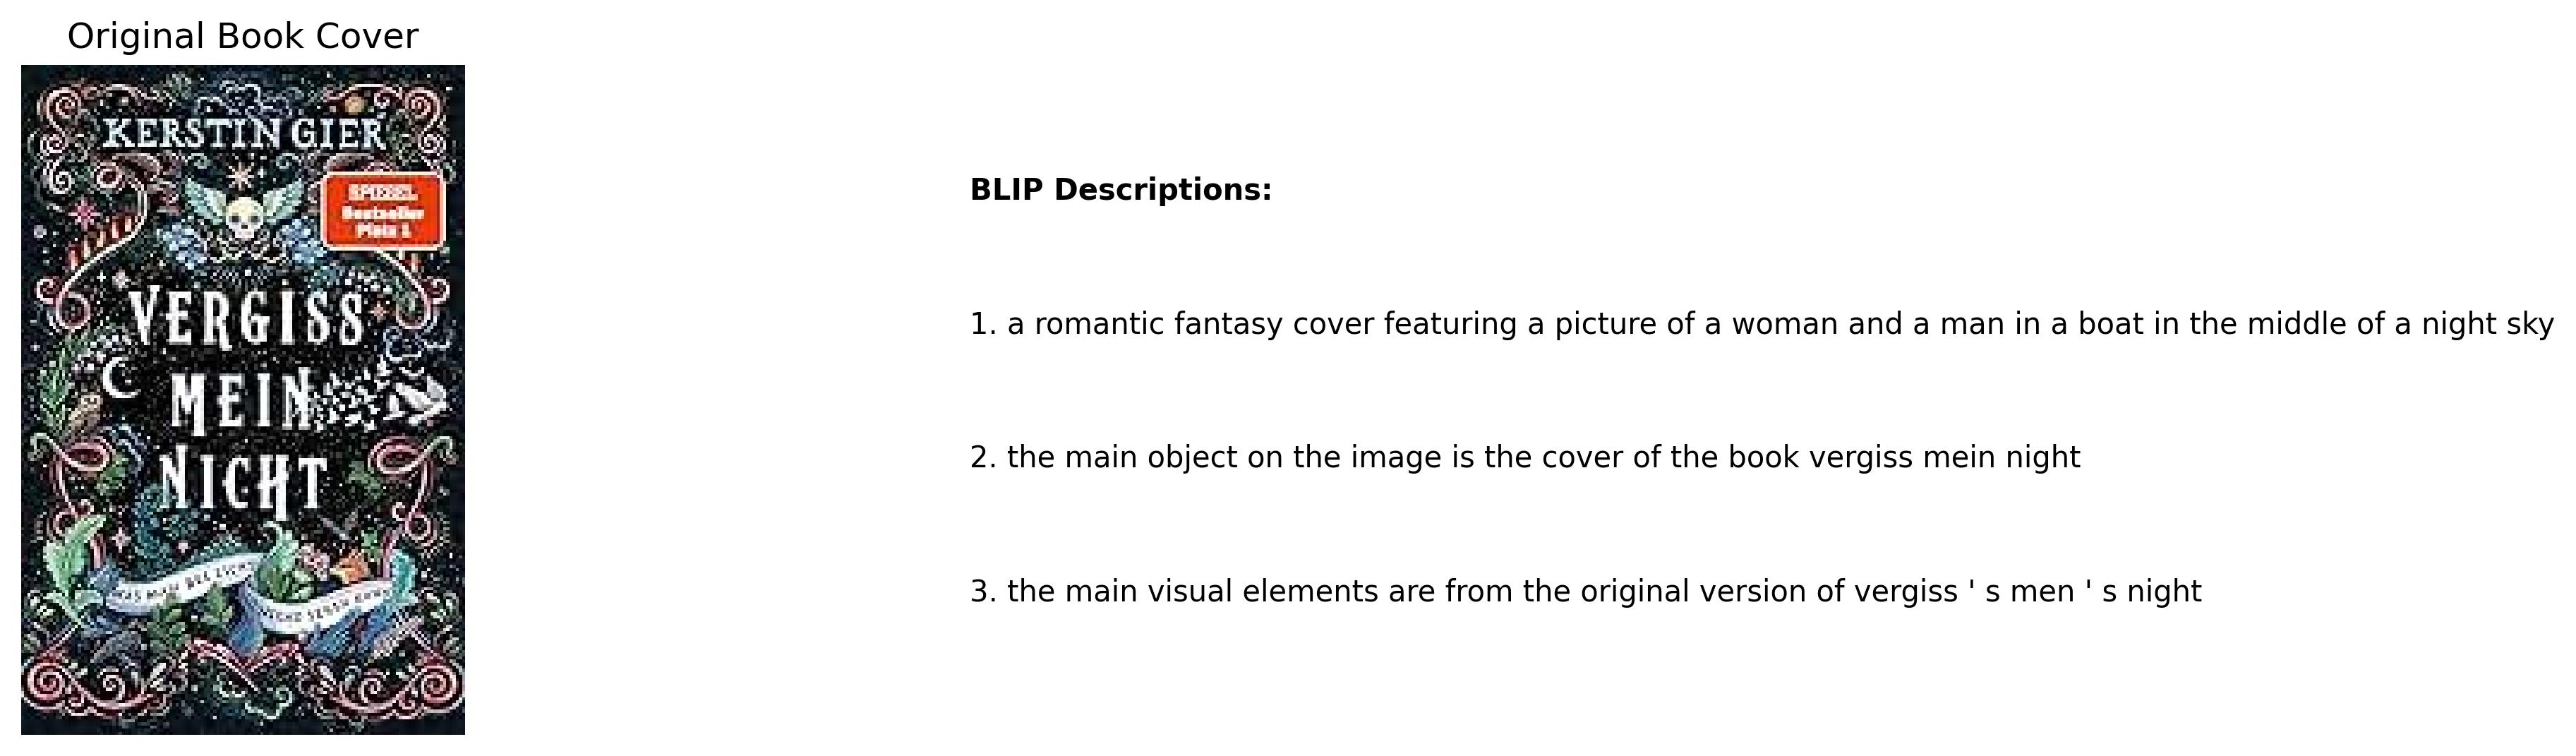 Original Book Cover
KERSTIN GIER
SPIEGEL
Bestseller
Platz 1
VERGISS
MEIN
NICHT
BLIP Descriptions:
1. a romantic fantasy cover featuring a picture of a woman and a man in a boat in the middle of a night sky
2. the main object on the image is the cover of the book vergiss mein night
3. the main visual elements are from the original version of vergiss ' s men ' s night